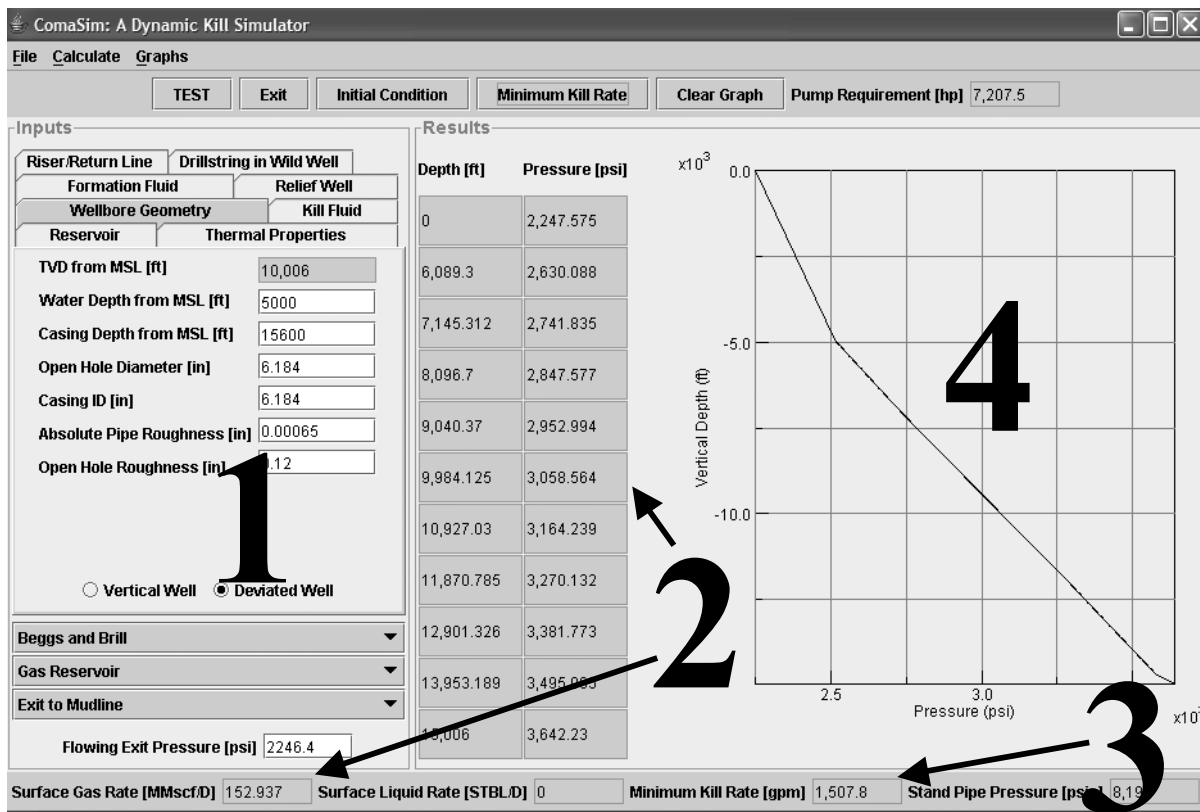 ComaSim: A Dynamic Kill Simulator
File Calculate Graphs
TEST Exit Initial Condition Minimum Kill Rate Clear Graph Pump Requirement [hp] 7,207.5
Inputs
Riser/Return Line Drillstring in Wild Well
Formation Fluid Relief Well
Wellbore Geometry Kill Fluid
Reservoir Thermal Properties
TVD from MSL [ft] 10,006
Water Depth from MSL [ft] 5000
Casing Depth from MSL [ft] 15600
Open Hole Diameter [in] 6.184
Casing ID [in] 6.184
Absolute Pipe Roughness [in] 0.00065
Open Hole Roughness [in]
1
Vertical Well Deviated Well
Beggs and Brill
Gas Reservoir
Exit to Mudline
Flowing Exit Pressure [psi] 2246.4
Results
Depth [ft] Pressure [psi]
0 2,247.575
6,089.3 2,630.088
7,145.312 2,741.835
8,096.7 2,847.577
9,040.37 2,952.994
9,984.125 3,058.564
10,927.03 3,164.239
11,870.785 3,270.132
12,901.326 3,381.773
13,953.189
3,642.23
2
x10³
0.0
-5.0
-10.0
Vertical Depth (ft)
4
2.5 3.0
Pressure (psi)
3
Surface Gas Rate [MMscf/D] 152.937 Surface Liquid Rate [STBL/D] 0 Minimum Kill Rate [gpm] 1,507.8 Stand Pipe Pressure